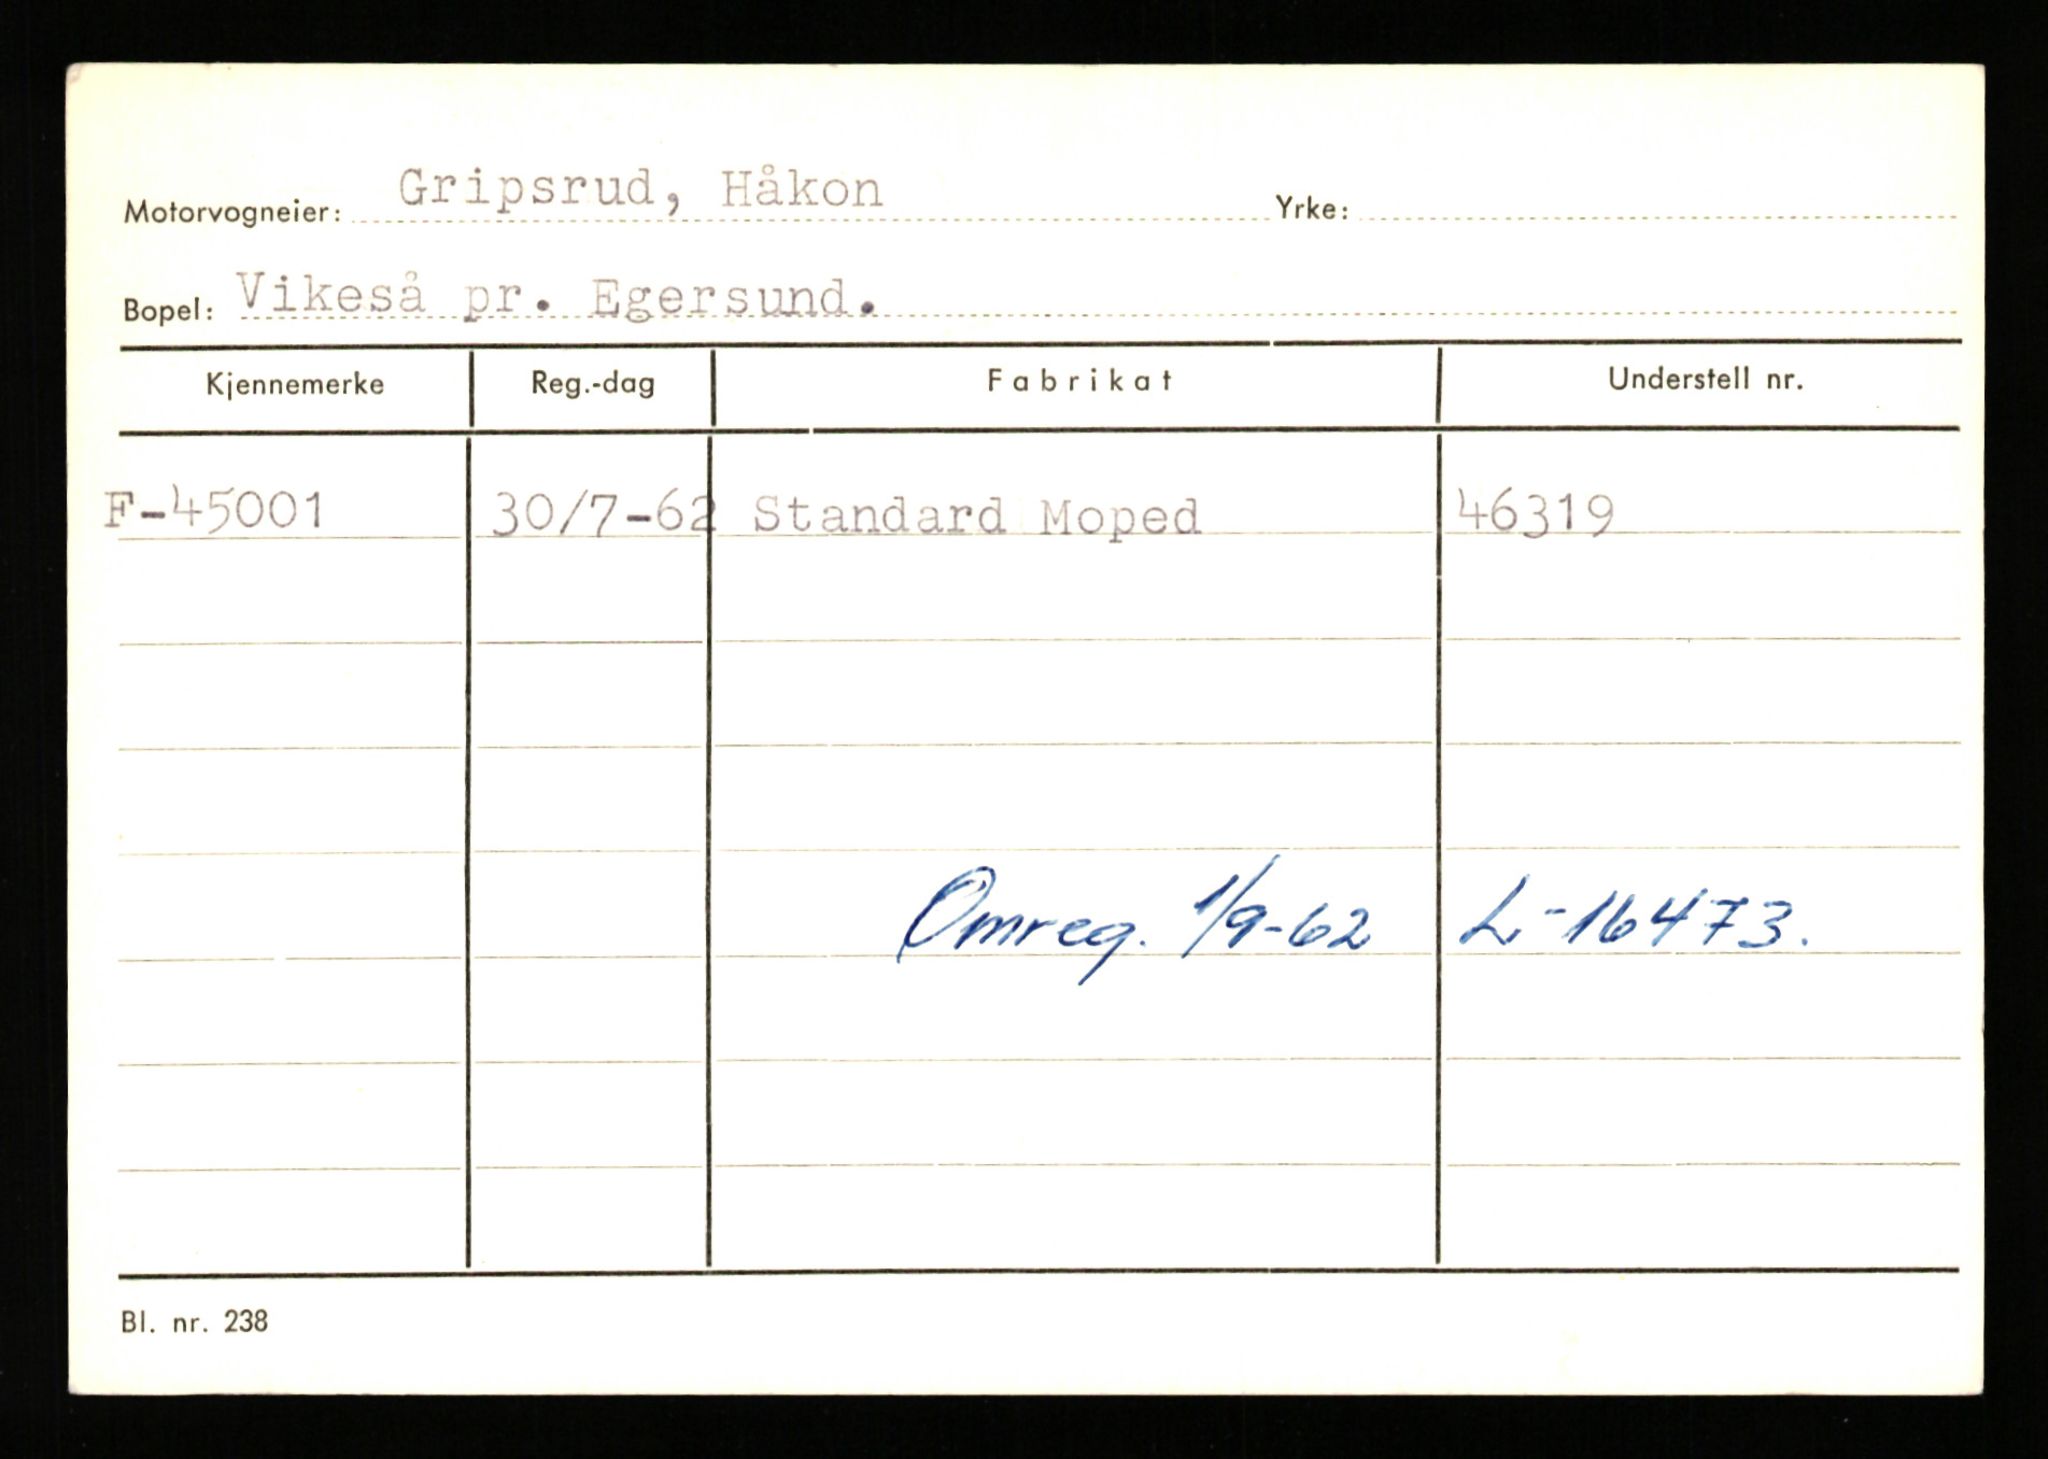 Motorvogneier: Gripsrud, Håkon Yrke:
Bopel: Vikeså pr. Egersund.
Kjennemerke Reg.-dag Fabrikat Understell nr.
F-45001 30/7-62 Standard Moped 46319
Omreg. 1/9-62 L-16473.
Bl. nr. 238